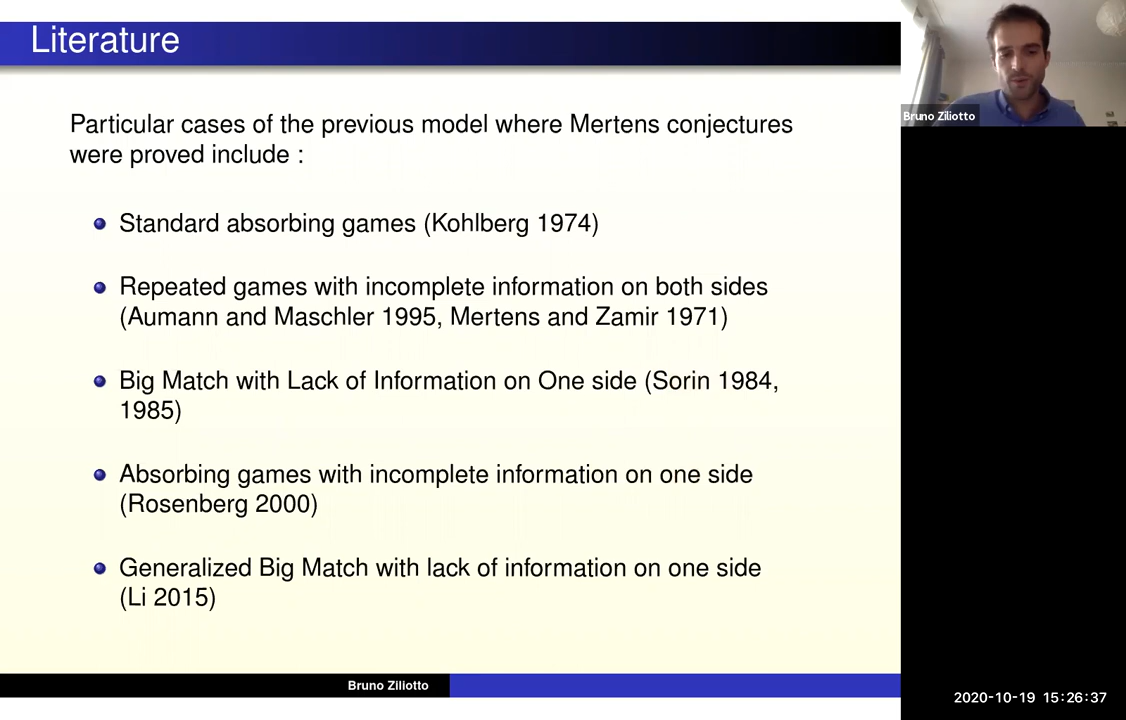 Literature
Particular cases of the previous model where Mertens conjectures
were proved include :
Standard absorbing games (Kohlberg 1974)
Repeated games with incomplete information on both sides
(Aumann and Maschler 1995, Mertens and Zamir 1971)
Big Match with Lack of Information on One side (Sorin 1984,
1985)
Absorbing games with incomplete information on one side
(Rosenberg 2000)
Generalized Big Match with lack of information on one side
(Li 2015)
Bruno Ziliotto
Bruno Ziliotto
2020-10-19 15:26:37